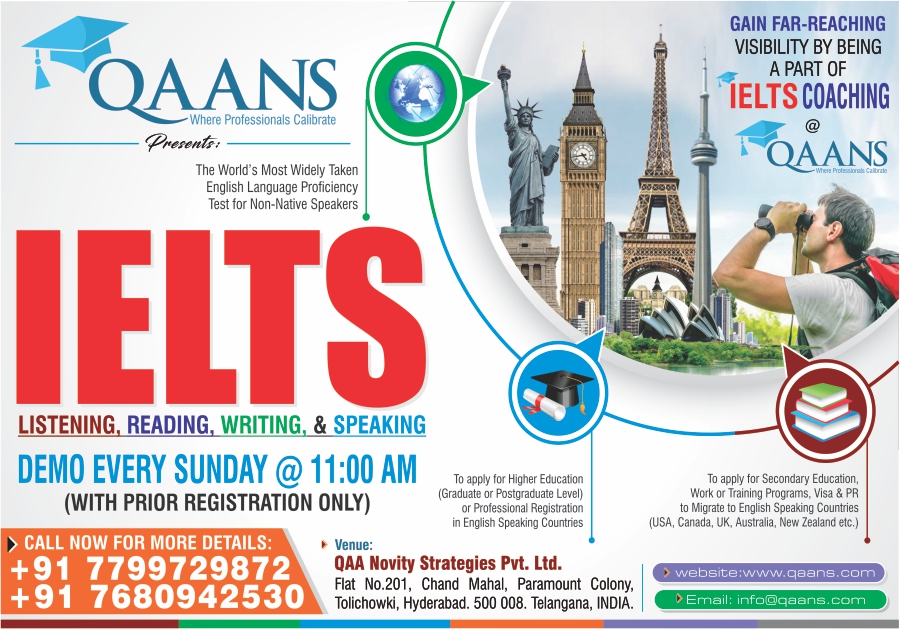 QAANS
Where Professionals Calibrate
Presents:
The World's Most Widely Taken
English Language Proficiency
Test for Non-Native Speakers
IELTS
LISTENING, READING, WRITING, & SPEAKING
DEMO EVERY SUNDAY @ 11:00 AM
(WITH PRIOR REGISTRATION ONLY)
CALL NOW FOR MORE DETAILS:
+91 7799729872
+91 7680942530
GAIN FAR-REACHING
VISIBILITY BY BEING
A PART OF
IELTS COACHING
@
QAANS
Where Professionals Calibrate
To apply for Higher Education
(Graduate or Postgraduate Level)
or Professional Registration
in English Speaking Countries
To apply for Secondary Education,
Work or Training Programs, Visa & PR
to Migrate to English Speaking Countries
(USA, Canada, UK, Australia, New Zealand etc.)
Venue:
QAA Novity Strategies Pvt. Ltd.
Flat No.201, Chand Mahal, Paramount Colony,
Tolichowki, Hyderabad. 500 008. Telangana, INDIA.
website:www.qaans.com
Email: info@qaans.com